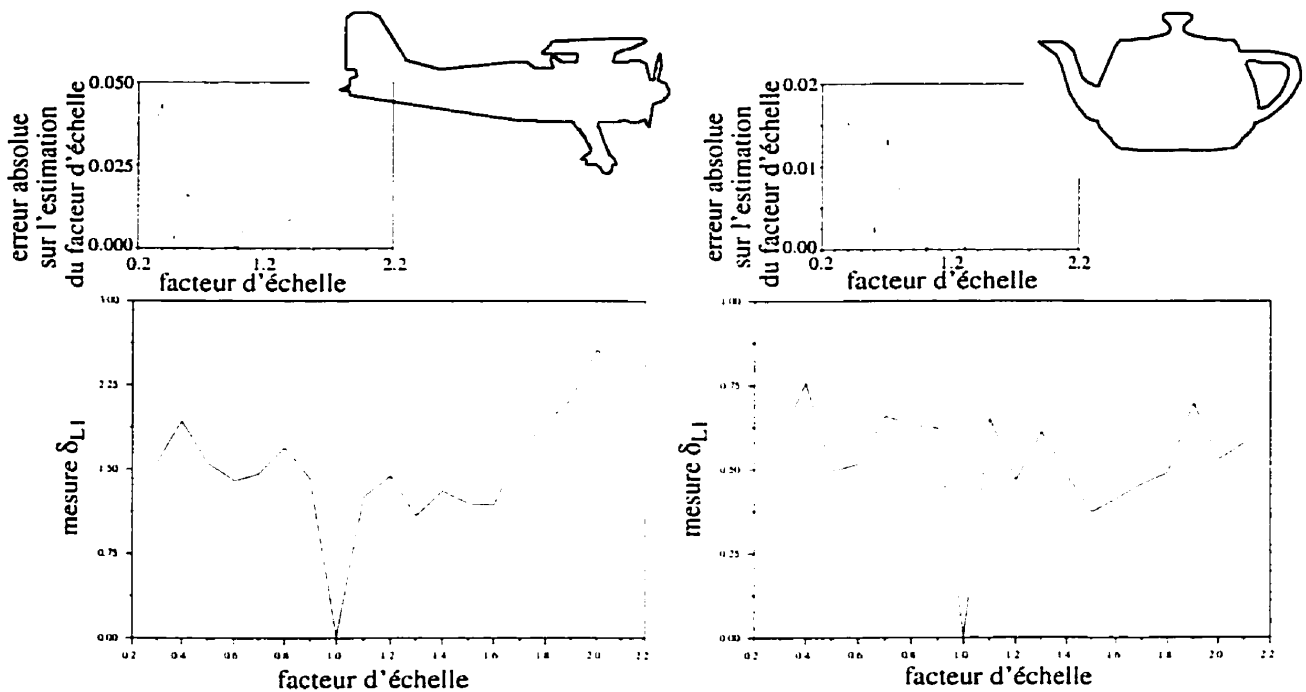 erreur absolue
sur l'estimation
du facteur d'échelle
0.050
0.025
0.000
0.2
1.2
2.2
facteur d'échelle
erreur absolue
sur l'estimation
du facteur d'échelle
0.02
0.01
0.00
0.2
1.2
2.2
facteur d'échelle
mesure δL1
3.00
2.25
1.50
0.75
0.00
0.2 0.4 0.6 0.8 1.0 1.2 1.4 1.6 1.8 2.0 2.2
facteur d'échelle
mesure δL1
1.00
0.75
0.50
0.25
0.00
0.2 0.4 0.6 0.8 1.0 1.2 1.4 1.6 1.8 2.0 2.2
facteur d'échelle